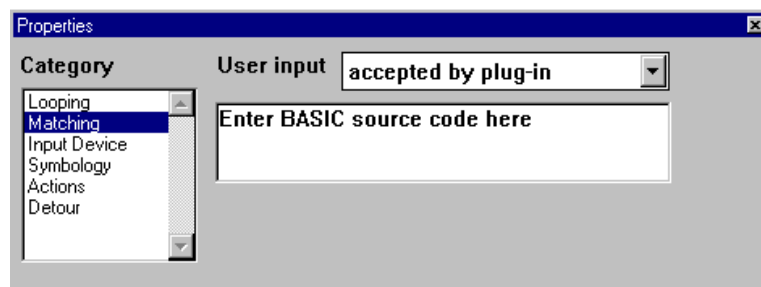 Properties
Category
User input
accepted by plug-in
Looping
Matching
Input Device
Symbology
Actions
Detour
Enter BASIC source code here